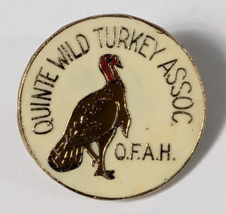 QUINTE WILD TURKEY ASSOC.
O.F.A.H.